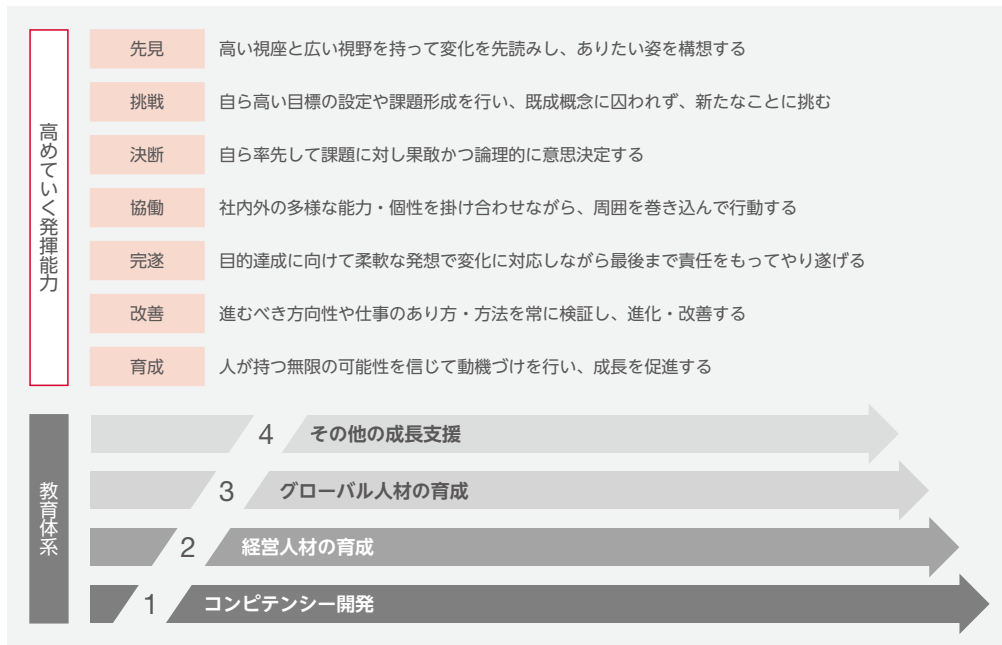 高めていく発揮能力
先見
高い視座と広い視野を持って変化を先読みし、ありたい姿を構想する
挑戦
自ら高い目標の設定や課題形成を行い、既成概念に囚われず、新たなことに挑む
決断
自ら率先して課題に対し果敢かつ論理的に意思決定する
協働
社内外の多様な能力・個性を掛け合わせながら、周囲を巻き込んで行動する
完遂
目的達成に向けて柔軟な発想で変化に対応しながら最後まで責任をもってやり遂げる
改善
進むべき方向性や仕事のあり方・方法を常に検証し、進化・改善する
育成
人が持つ無限の可能性を信じて動機づけを行い、成長を促進する
教育体系
4 その他の成長支援
3 グローバル人材の育成
2 経営人材の育成
1 コンピテンシー開発